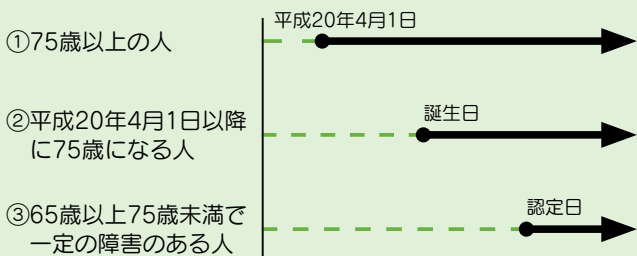 平成20年4月1日
①75歳以上の人
誕生日
②平成20年4月1日以降
に75歳になる人
認定日
③65歳以上75歳未満で
一定の障害のある人